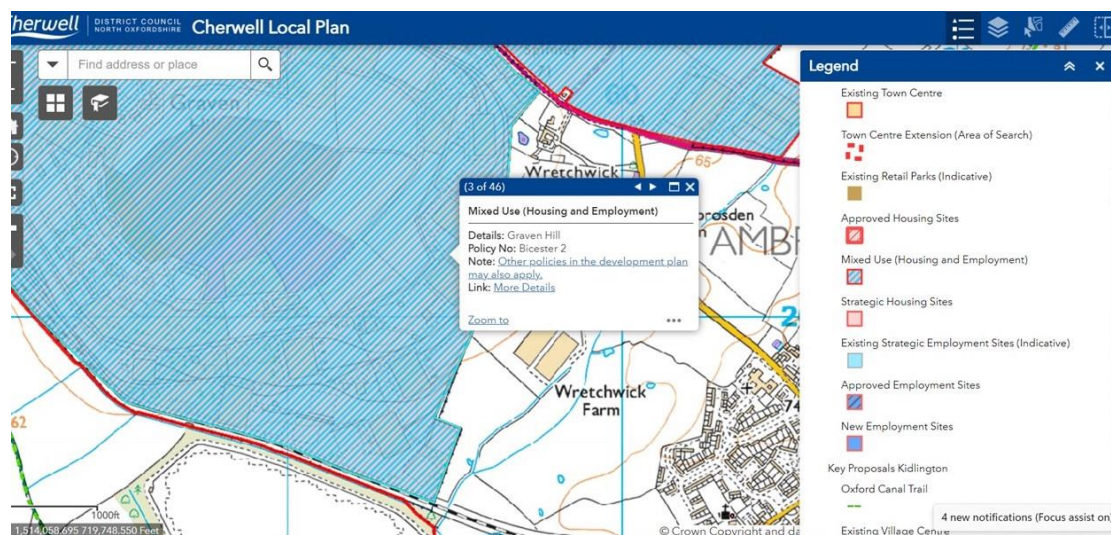 Cherwell DISTRICT COUNCIL NORTH OXFORDSHIRE Cherwell Local Plan
Find address or place
Graven
Wretchwick
65
(3 of 46)
Mixed Use (Housing and Employment)
Details: Graven Hill
Policy No: Bicester 2
Note: Other policies in the development plan
may also apply.
Link: More Details
Zoom to
AMB
2
Wretchwick
Farm
74
62
1000ft
1,514,058.695 719,748.550 Feet
© Crown Copyright and da
Legend
Existing Town Centre
Town Centre Extension (Area of Search)
Existing Retail Parks (Indicative)
Approved Housing Sites
Mixed Use (Housing and Employment)
Strategic Housing Sites
Existing Strategic Employment Sites (Indicative)
Approved Employment Sites
New Employment Sites
Key Proposals Kidlington
Oxford Canal Trail
Existing Village Centre
4 new notifications (Focus assist on)